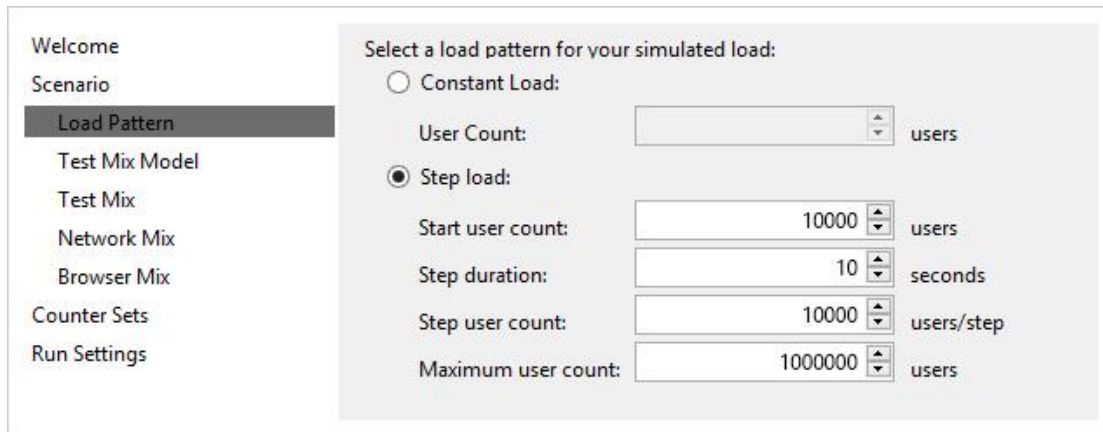 Welcome
Scenario
Load Pattern
Test Mix Model
Test Mix
Network Mix
Browser Mix
Counter Sets
Run Settings
Select a load pattern for your simulated load:
Constant Load:
User Count: users
Step load:
Start user count: 10000 users
Step duration: 10 seconds
Step user count: 10000 users/step
Maximum user count: 1000000 users